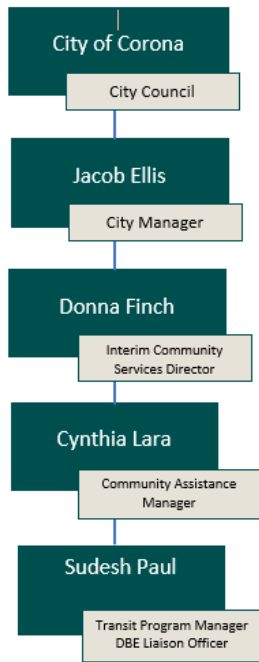 City of Corona
City Council
Jacob Ellis
City Manager
Donna Finch
Interim Community
Services Director
Cynthia Lara
Community Assistance
Manager
Sudesh Paul
Transit Program Manager
DBE Liaison Officer